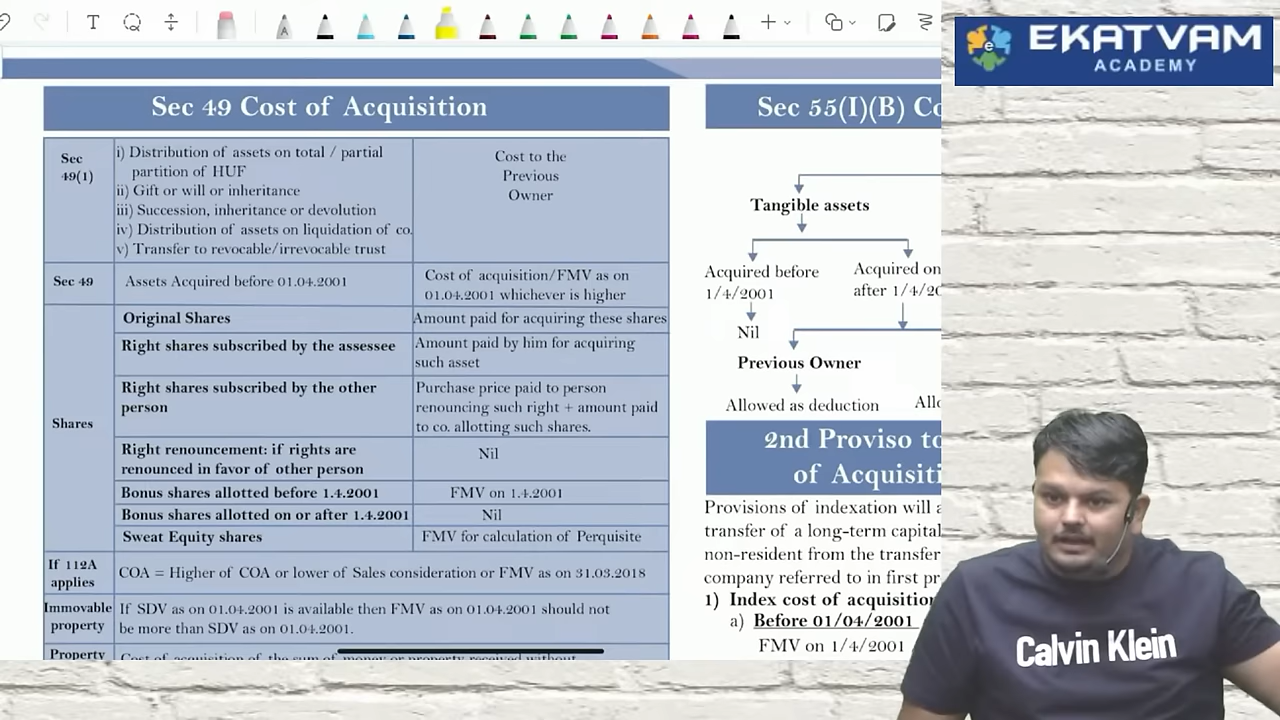 T
A
EKATVAM
ACADEMY
Sec 49 Cost of Acquisition
Sec 49(1)
i) Distribution of assets on total / partial
partition of HUF
ii) Gift or will or inheritance
iii) Succession, inheritance or devolution
iv) Distribution of assets on liquidation of co.
v) Transfer to revocable/irrevocable trust
Cost to the
Previous
Owner
Sec 49
Assets Acquired before 01.04.2001
Cost of acquisition/FMV as on
01.04.2001 whichever is higher
Shares
Original Shares
Amount paid for acquiring these shares
Right shares subscribed by the assessee
Amount paid by him for acquiring
such asset
Right shares subscribed by the other
person
Purchase price paid to person
renouncing such right + amount paid
to co. allotting such shares.
Right renouncement: if rights are
renounced in favor of other person
Nil
Bonus shares allotted before 1.4.2001
FMV on 1.4.2001
Bonus shares allotted on or after 1.4.2001
Nil
Sweat Equity shares
FMV for calculation of Perquisite
If 112A
applies
COA = Higher of COA or lower of Sales consideration or FMV as on 31.03.2018
Immovable
property
If SDV as on 01.04.2001 is available then FMV as on 01.04.2001 should not
be more than SDV as on 01.04.2001.
Property
Cost of acquisition of the sum of money or property received without
Sec 55(I)(B) Co
Tangible assets
Acquired before
1/4/2001
Acquired on
after 1/4/20
Nil
Previous Owner
Allowed as deduction
Allo
2nd Proviso to
of Acquisiti
Provisions of indexation will a
transfer of a long-term capital
non-resident from the transfer
company referred to in first pr
1) Index cost of acquisition
a) Before 01/04/2001
FMV on 1/4/2001
Calvin Klein